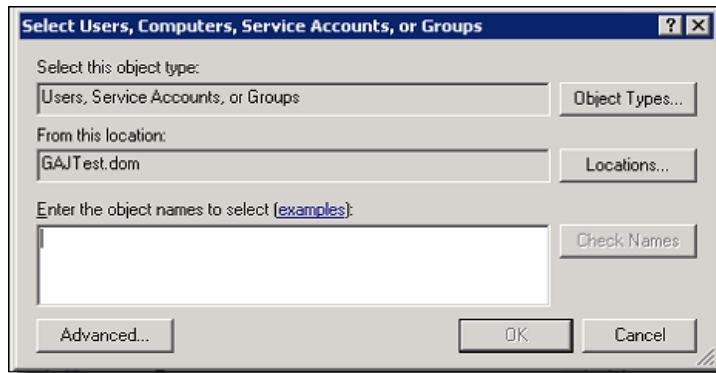 Select Users, Computers, Service Accounts, or Groups
Select this object type:
Users, Service Accounts, or Groups
Object Types...
From this location:
GAJTest.dom
Locations...
Enter the object names to select (examples):
Check Names
Advanced...
OK
Cancel